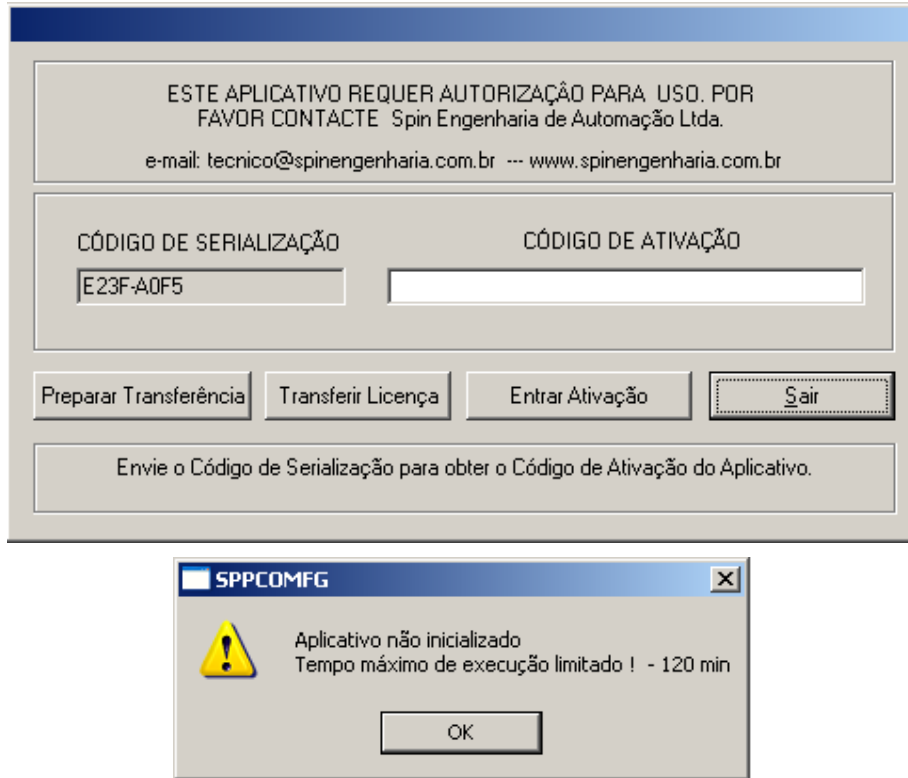 ESTE APLICATIVO REQUER AUTORIZAÇÂO PARA USO. POR
FAVOR CONTACTE Spin Engenharia de Automação Ltda.
e-mail: tecnico@spinengenharia.com.br --- www.spinengenharia.com.br
CÓDIGO DE SERIALIZAÇÃO
CÓDIGO DE ATIVAÇÃO
E23F-A0F5
Preparar Transferência
Transferir Licença
Entrar Ativação
Sair
Envie o Código de Serialização para obter o Código de Ativação do Aplicativo.
SPPCOMFG
Aplicativo não inicializado
Tempo máximo de execução limitado ! - 120 min
OK